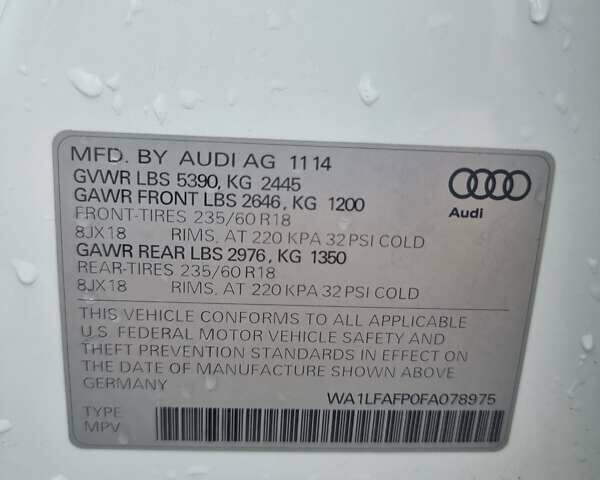 MFD. BY AUDI AG 11 14
GVWR LBS 5390, KG 2445
GAWR FRONT LBS 2646, KG 1200
FRONT-TIRES 235/60 R18
8JX18 RIMS, AT 220 KPA 32 PSI COLD
GAWR REAR LBS 2976, KG 1350
REAR-TIRES 235/60 R18
8JX18 RIMS, AT 220 KPA 32 PSI COLD
Audi
THIS VEHICLE CONFORMS TO ALL APPLICABLE
U.S. FEDERAL MOTOR VEHICLE SAFETY AND
THEFT PREVENTION STANDARDS IN EFFECT ON
THE DATE OF MANUFACTURE SHOWN ABOVE
GERMANY
WA1LFAFP0FA078975
TYPE
MPV